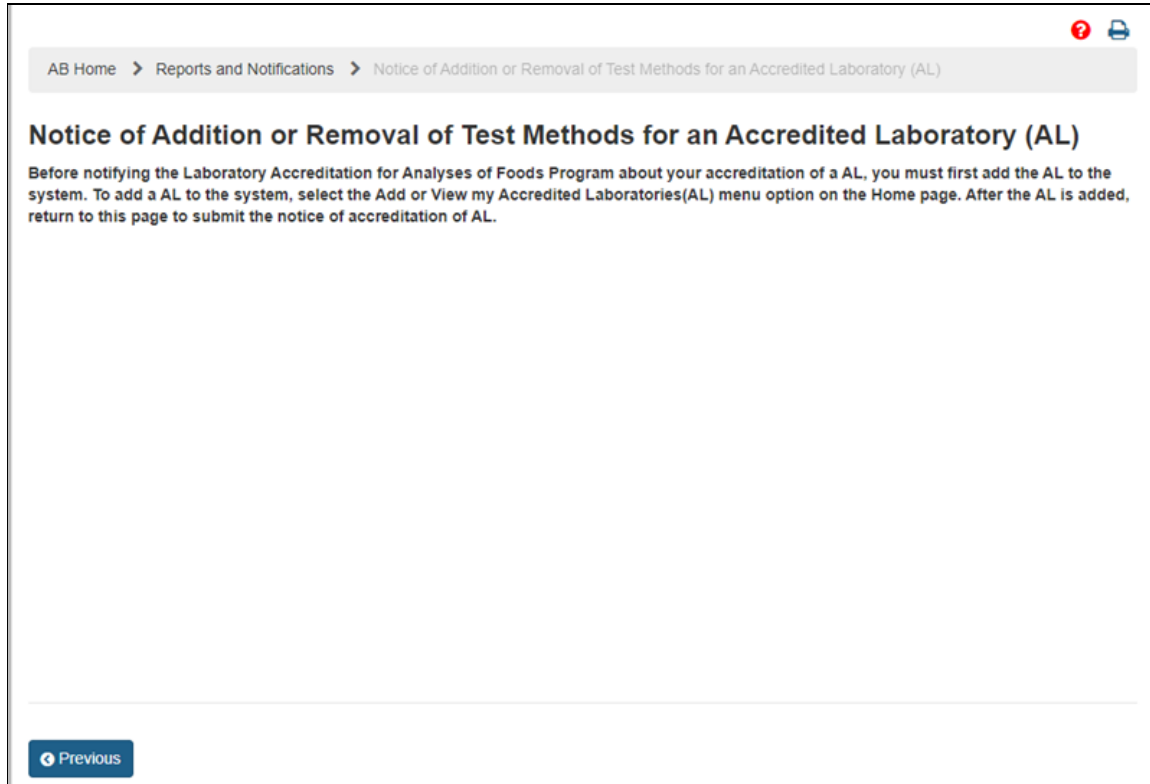 AB Home > Reports and Notifications > Notice of Addition or Removal of Test Methods for an Accredited Laboratory (AL)
Notice of Addition or Removal of Test Methods for an Accredited Laboratory (AL)
Before notifying the Laboratory Accreditation for Analyses of Foods Program about your accreditation of a AL, you must first add the AL to the
system. To add a AL to the system, select the Add or View my Accredited Laboratories(AL) menu option on the Home page. After the AL is added,
return to this page to submit the notice of accreditation of AL.
Previous